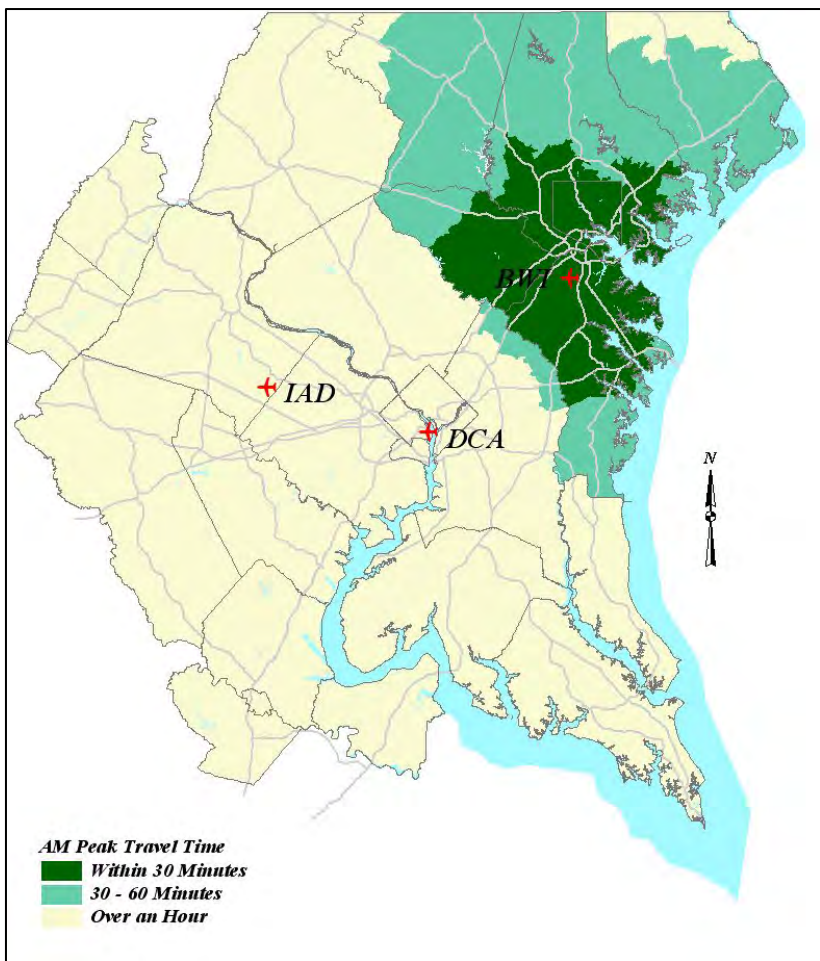 BWI
IAD
DCA
N
AM Peak Travel Time
Within 30 Minutes
30 - 60 Minutes
Over an Hour